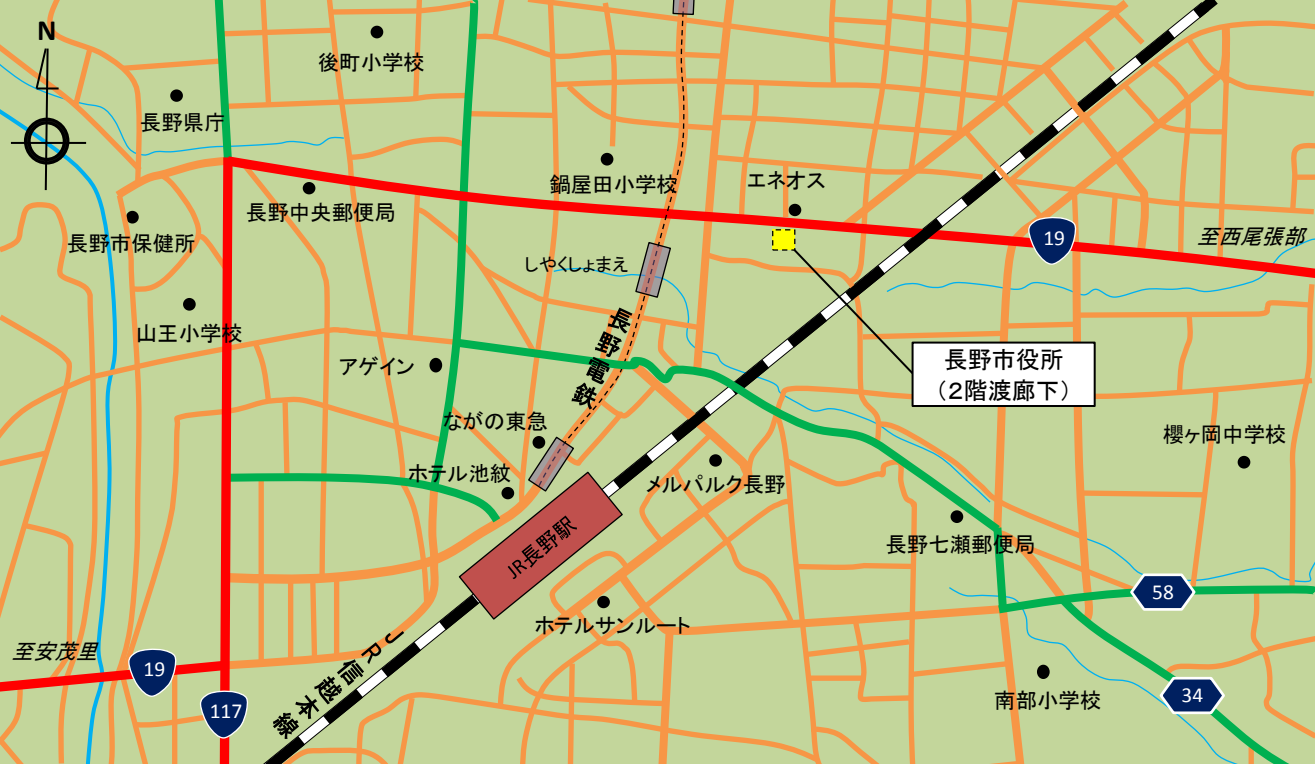 N
後町小学校
長野県庁
鍋屋田小学校
エネオス
長野中央郵便局
長野市保健所
19
至西尾張部
しやくしょまえ
山王小学校
長野電鉄
アゲイン
長野市役所
(2階渡廊下)
ながの東急
櫻ヶ岡中学校
ホテル池紋
メルパルク長野
JR長野駅
長野七瀬郵便局
58
ホテルサンルート
JR信越本線
至安茂里
19
南部小学校
34
117